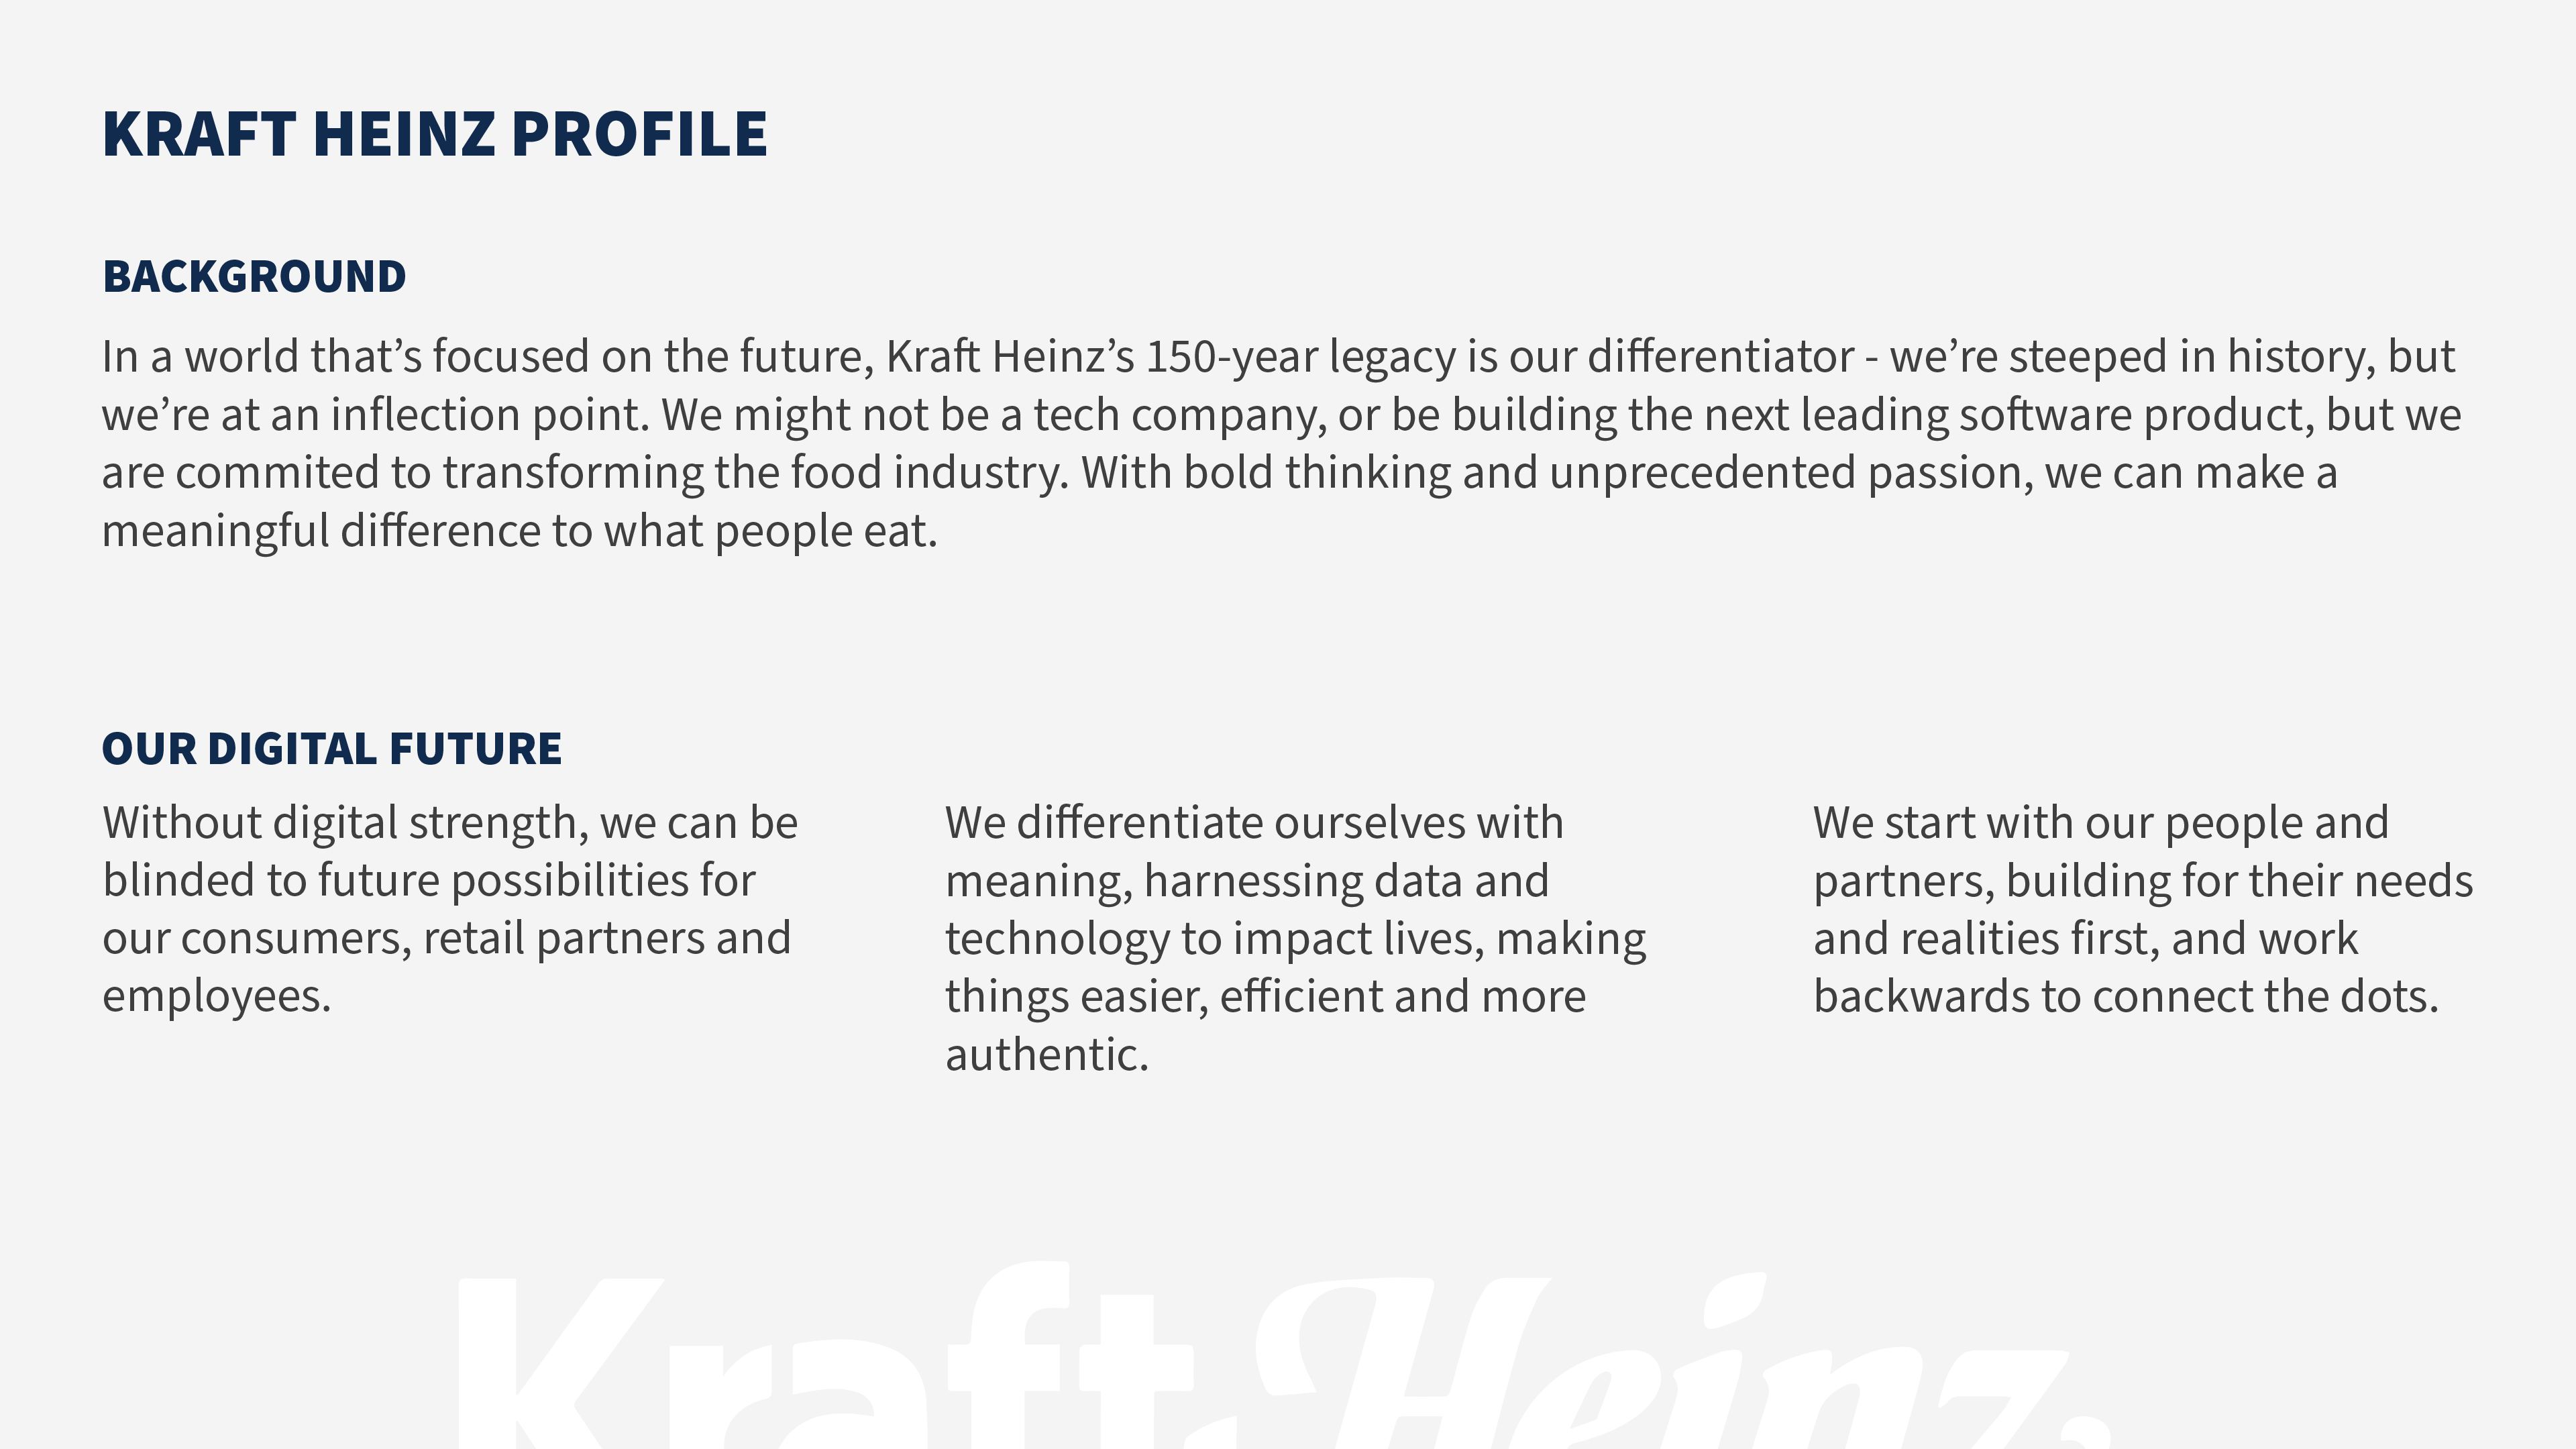 KRAFT HEINZ PROFILE
BACKGROUND
In a world that’s focused on the future, Kraft Heinz’s 150-year legacy is our differentiator - we’re steeped in history, but
we’re at an inflection point. We might not be a tech company, or be building the next leading software product, but we
are commited to transforming the food industry. With bold thinking and unprecedented passion, we can make a
meaningful difference to what people eat.
OUR DIGITAL FUTURE
Without digital strength, we can be
blinded to future possibilities for
our consumers, retail partners and
employees.
We differentiate ourselves with
meaning, harnessing data and
technology to impact lives, making
things easier, efficient and more
authentic.
We start with our people and
partners, building for their needs
and realities first, and work
backwards to connect the dots.
Kraft Heinz